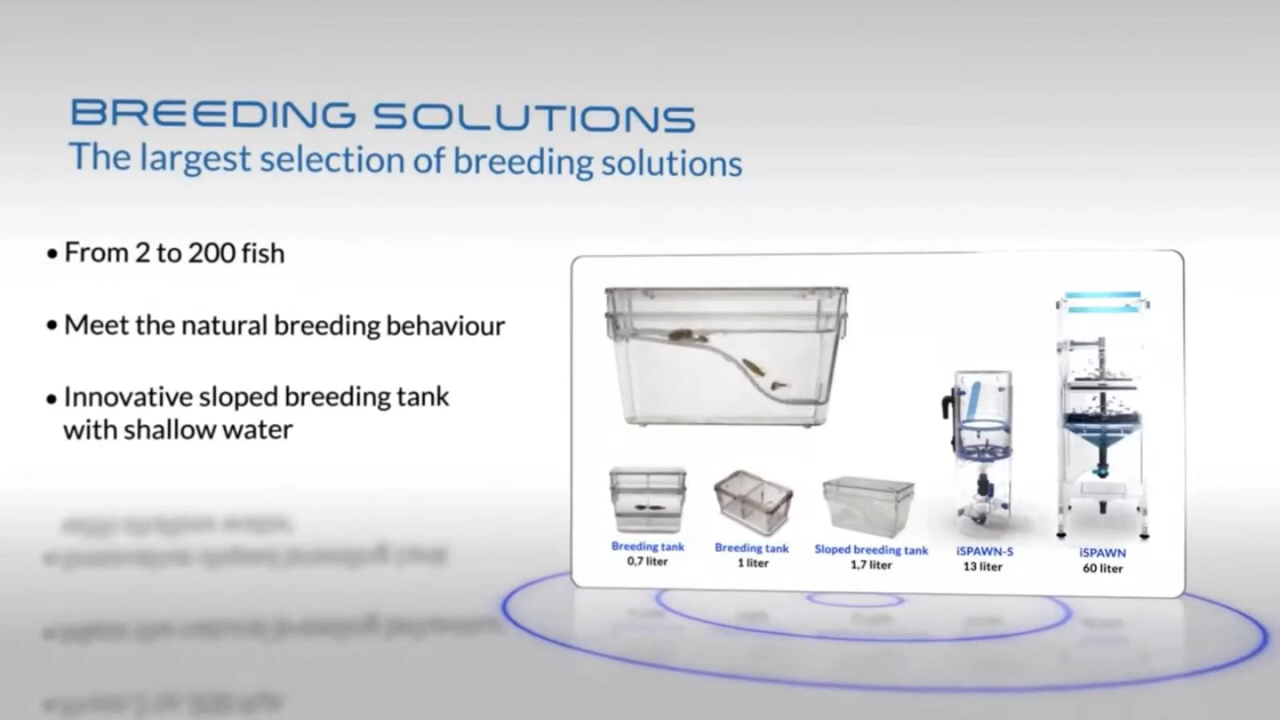 BREEDING SOLUTIONS
The largest selection of breeding solutions
• From 2 to 200 fish
• Meet the natural breeding behaviour
• Innovative sloped breeding tank
with shallow water
Breeding tank
0,7 liter
Breeding tank
1 liter
Sloped breeding tank
1,7 liter
iSPAWN-S
13 liter
iSPAWN
60 liter